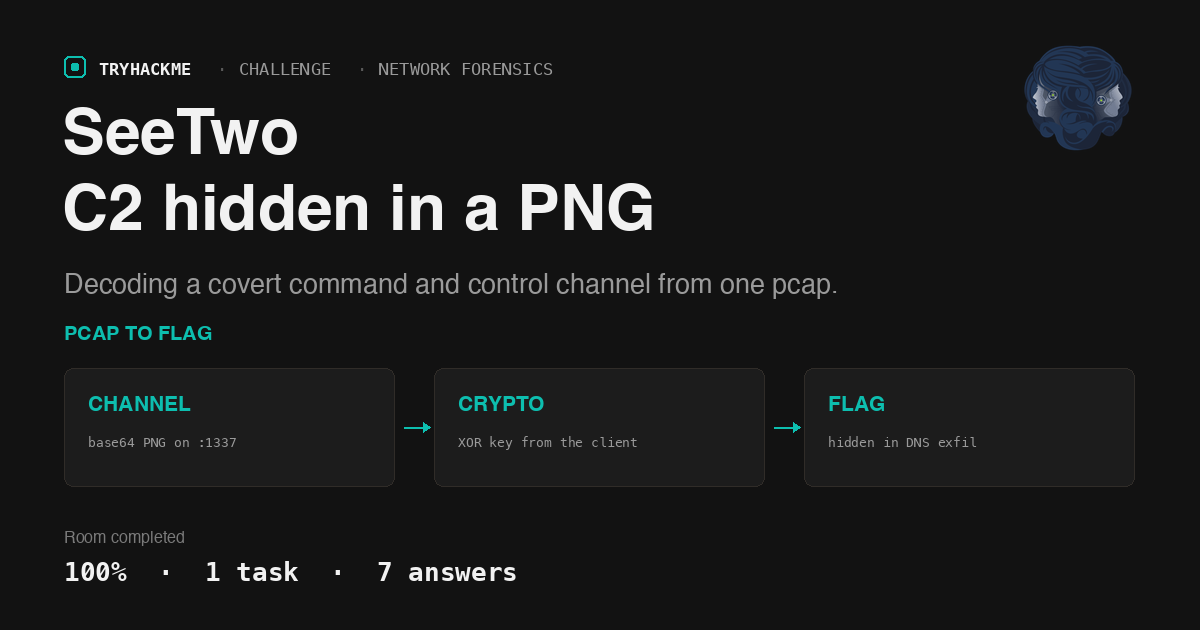 TRYHACKME · CHALLENGE · NETWORK FORENSICS
SeeTwo
C2 hidden in a PNG
Decoding a covert command and control channel from one pcap.
PCAP TO FLAG
CHANNEL
base64 PNG on :1337
CRYPTO
XOR key from the client
FLAG
hidden in DNS exfil
Room completed
100% · 1 task · 7 answers